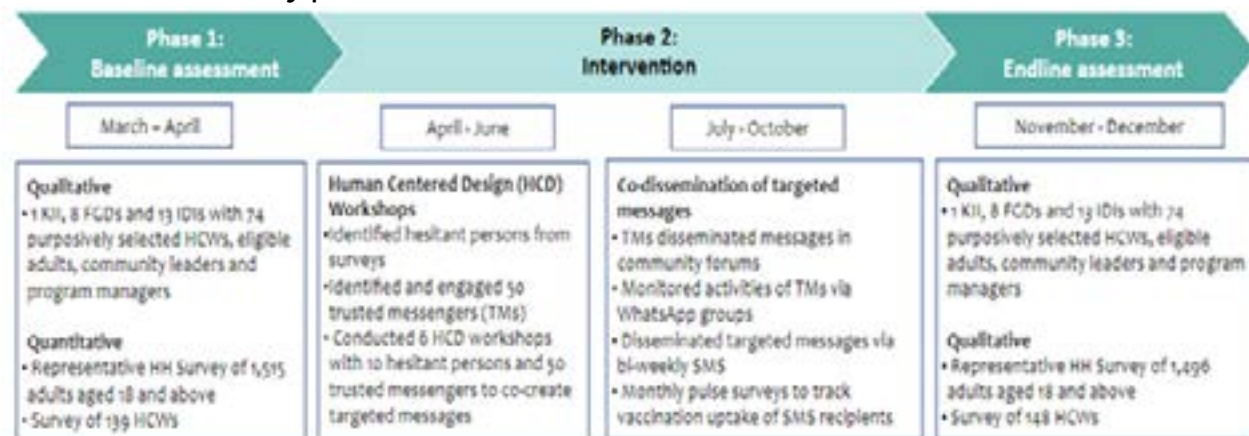 Phase 1:
Baseline assessment
Phase 2:
Intervention
Phase 3:
Endline assessment
March - April
April - June
July - October
November - December
Qualitative
• 1 KII, 8 FGDs and 13 IDIs with 74
purposively selected HCWs, eligible
adults, community leaders and
program managers
Quantitative
• Representative HH Survey of 1,515
adults aged 18 and above
• Survey of 139 HCWs
Human Centered Design (HCD)
Workshops
•Identified hesitant persons from
surveys
•Identified and engaged 50
trusted messengers (TMs)
• Conducted 6 HCD workshops
with 10 hesitant persons and 50
trusted messengers to co-create
targeted messages
Co-dissemination of targeted
messages
• TMs disseminated messages in
community forums
• Monitored activities of TMs via
WhatsApp groups
• Disseminated targeted messages via
bi-weekly SMS
• Monthly pulse surveys to track
vaccination uptake of SMS recipients
Qualitative
• 1 KII, 8 FGDs and 13 IDIs with 74
purposively selected HCWs, eligible
adults, community leaders and program
managers
Qualitative
• Representative HH Survey of 1,496
adults aged 18 and above
• Survey of 148 HCWs